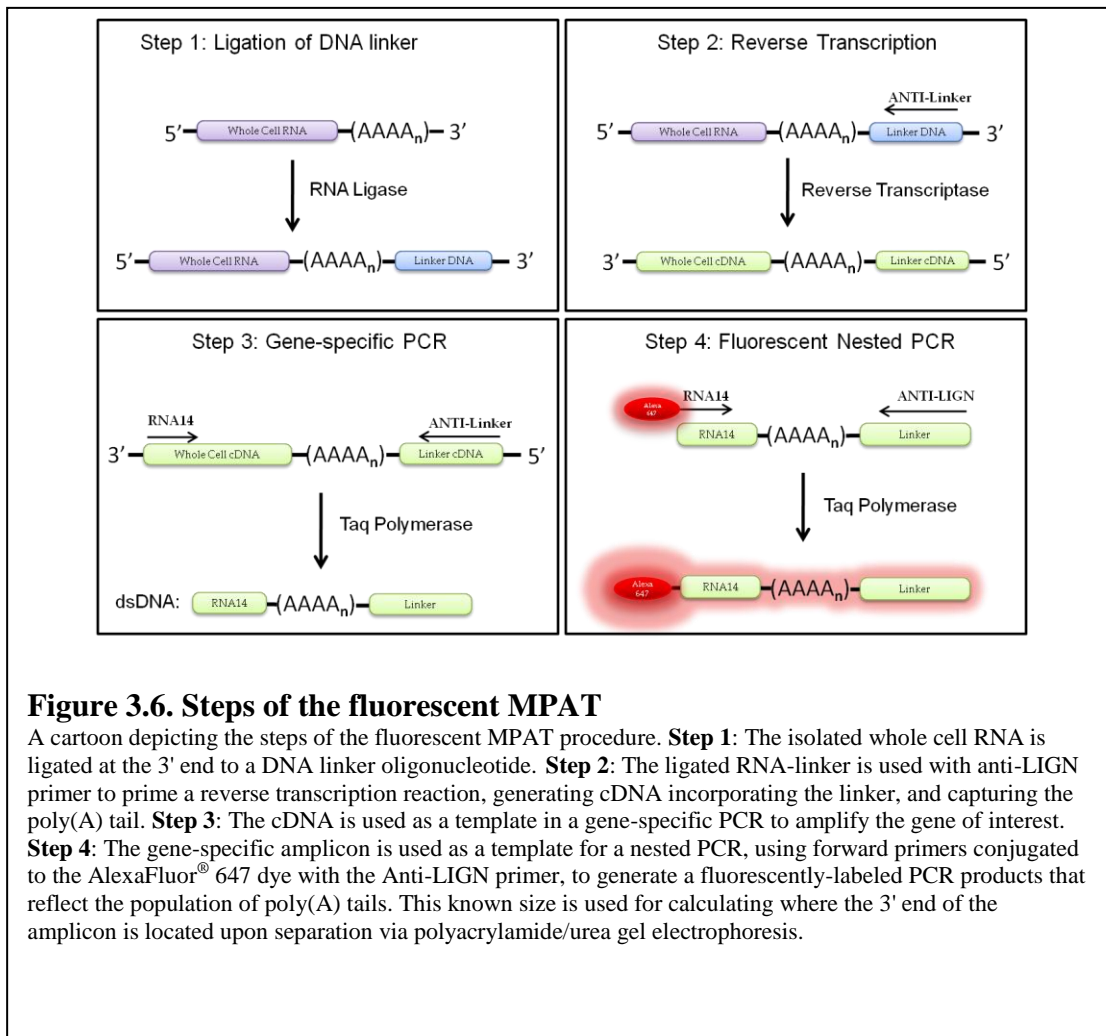 Step 1: Ligation of DNA linker
5’ Whole Cell RNA (AAAAn) 3’
RNA Ligase
5’ Whole Cell RNA (AAAAn) Linker DNA 3’
Step 2: Reverse Transcription
ANTI-Linker
5’ Whole Cell RNA (AAAAn) Linker DNA 3’
Reverse Transcriptase
3’ Whole Cell cDNA (AAAAn) Linker cDNA 5’
Step 3: Gene-specific PCR
RNA14 ANTI-Linker
3’ Whole Cell cDNA (AAAAn) Linker cDNA 5’
Taq Polymerase
dsDNA: RNA14 (AAAAn) Linker
Step 4: Fluorescent Nested PCR
Alexa 647 RNA14 ANTI-LIGN
RNA14 (AAAAn) Linker
Taq Polymerase
Alexa 647 RNA14 (AAAAn) Linker
Figure 3.6. Steps of the fluorescent MPAT
A cartoon depicting the steps of the fluorescent MPAT procedure. Step 1: The isolated whole cell RNA is
ligated at the 3' end to a DNA linker oligonucleotide. Step 2: The ligated RNA-linker is used with anti-LIGN
primer to prime a reverse transcription reaction, generating cDNA incorporating the linker, and capturing the
poly(A) tail. Step 3: The cDNA is used as a template in a gene-specific PCR to amplify the gene of interest.
Step 4: The gene-specific amplicon is used as a template for a nested PCR, using forward primers conjugated
to the AlexaFluor® 647 dye with the Anti-LIGN primer, to generate a fluorescently-labeled PCR products that
reflect the population of poly(A) tails. This known size is used for calculating where the 3' end of the
amplicon is located upon separation via polyacrylamide/urea gel electrophoresis.